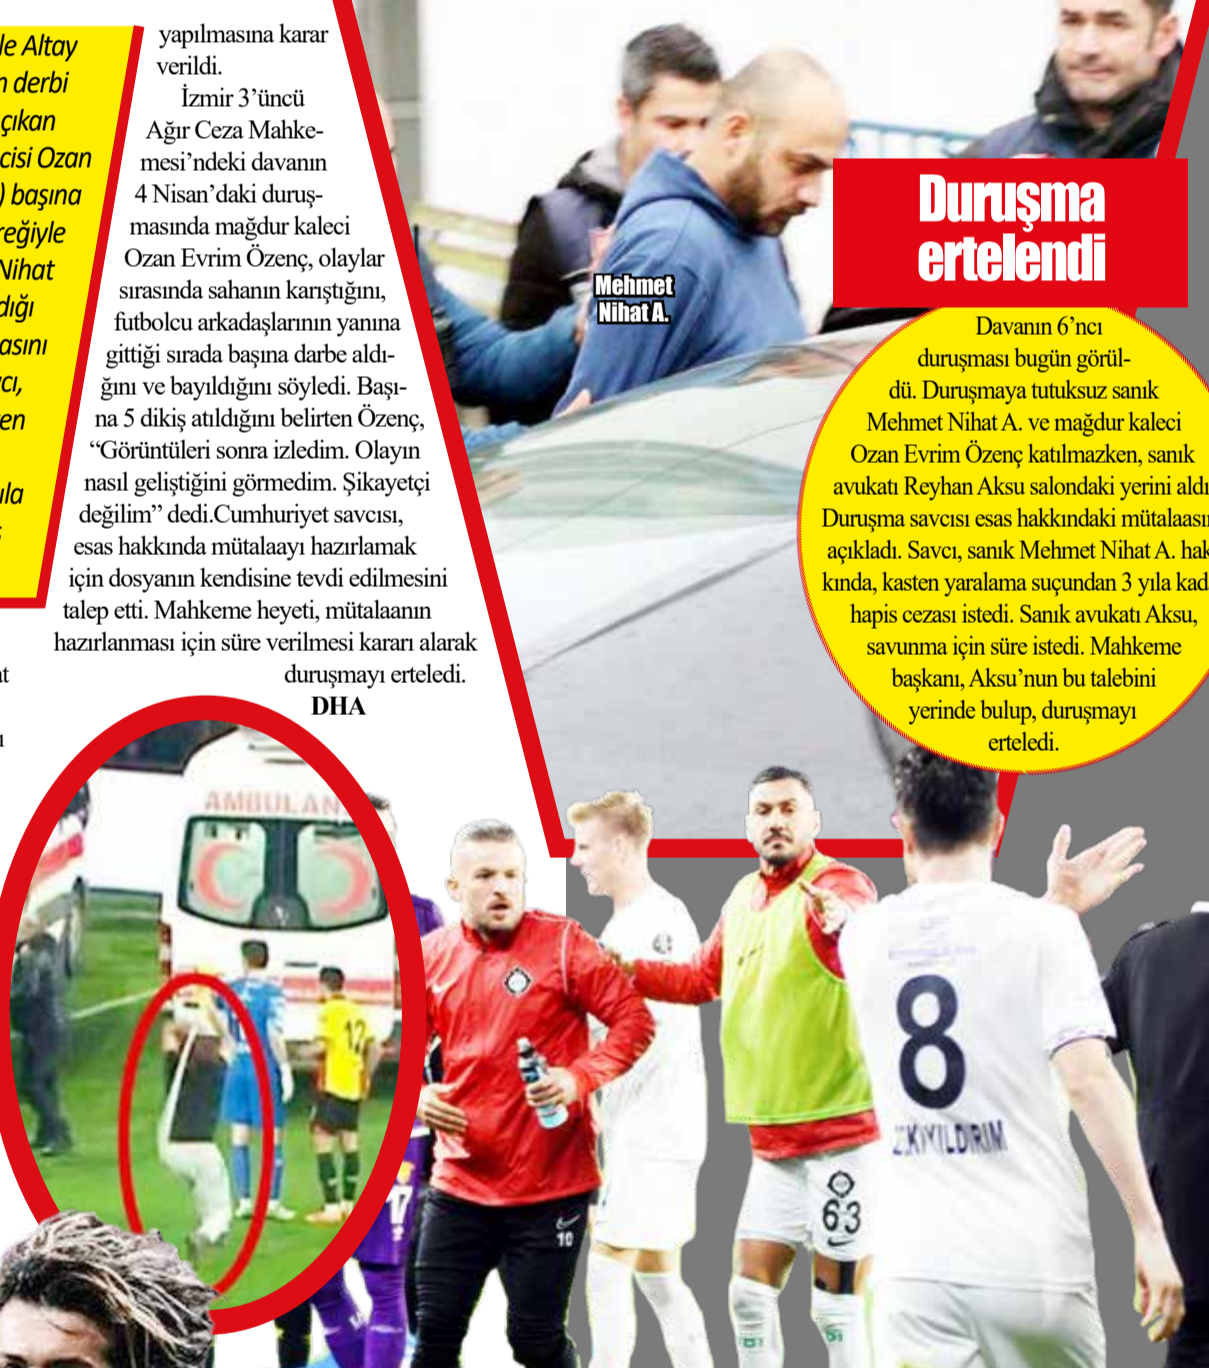 le Altay
derbi
çıkan
cisi Ozan
) başına
reğiyle
Nihat
dığı
asını
cı,
en
ula
yapılmasına karar
verildi.
İzmir 3’üncü
Ağır Ceza Mahke-
mesi’ndeki davanın
4 Nisan’daki duruş-
masında mağdur kaleci
Ozan Evrim Özenç, olaylar
sırasında sahanın karıştığını,
futbolcu arkadaşlarının yanına
gittiği sırada başına darbe aldı-
ğını ve bayıldığını söyledi. Başı-
na 5 dikiş atıldığını belirten Özenç,
“Görüntüleri sonra izledim. Olayın
nasıl geliştiğini görmedim. Şikayetçi
değilim” dedi.Cumhuriyet savcısı,
esas hakkında mütalaayı hazırlamak
için dosyanın kendisine tevdi edilmesini
talep etti. Mahkeme heyeti, mütalaanın
hazırlanması için süre verilmesi kararı alarak
duruşmayı erteledi.
DHA
Mehmet
Nihat A.
Duruşma
ertelendi
Davanın 6’ncı
duruşması bugün görül-
dü. Duruşmaya tutuksuz sanık
Mehmet Nihat A. ve mağdur kaleci
Ozan Evrim Özenç katılmazken, sanık
avukatı Reyhan Aksu salondaki yerini aldı
Duruşma savcısı esas hakkındaki mütalaasın
açıkladı. Savcı, sanık Mehmet Nihat A. hak
kında, kasten yaralama suçundan 3 yıla kad
hapis cezası istedi. Sanık avukatı Aksu,
savunma için süre istedi. Mahkeme
başkanı, Aksu’nun bu talebini
yerinde bulup, duruşmayı
erteledi.
AMBULAN
12
17
10
63
8